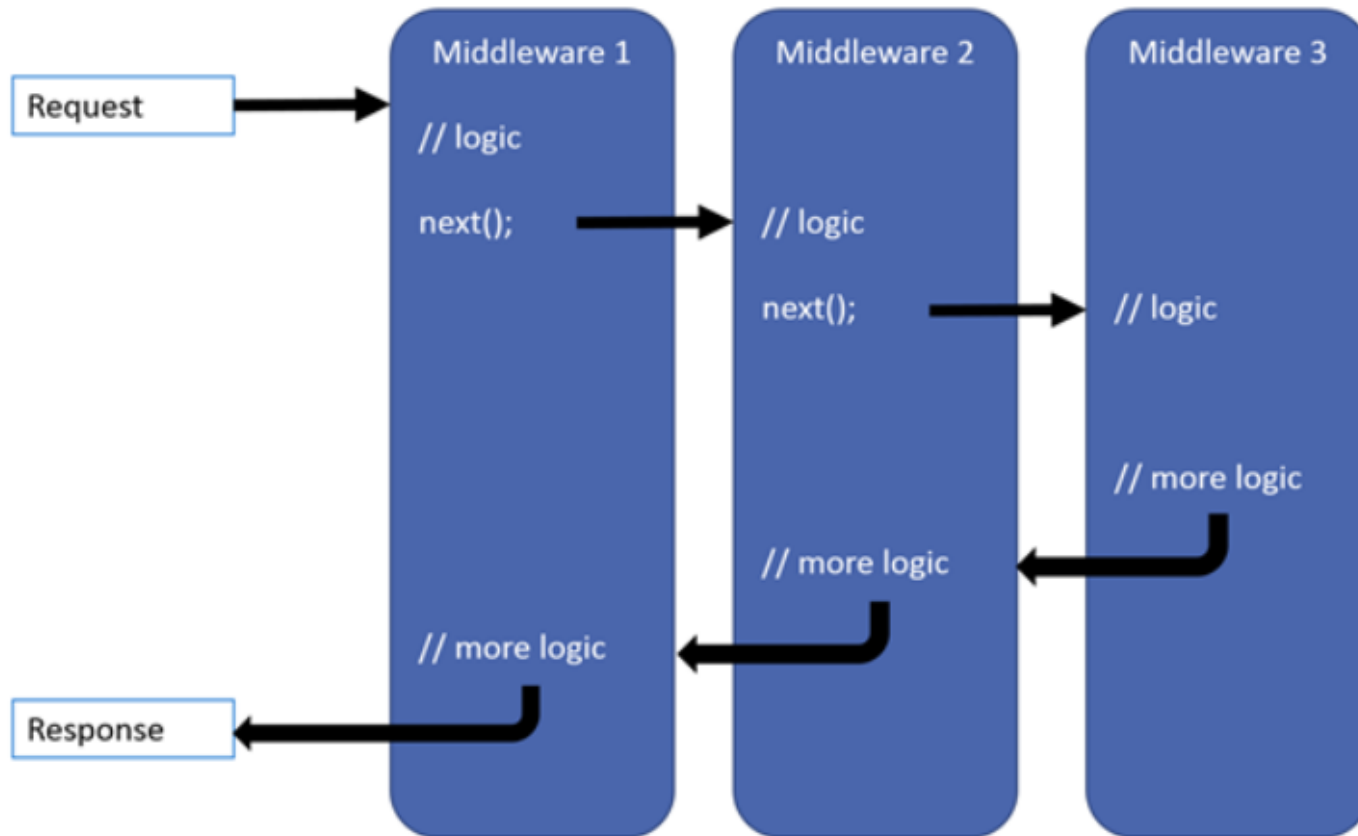 Middleware 1
Middleware 2
Middleware 3
Request
// logic
next();
// logic
next();
// logic
// more logic
// more logic
// more logic
Response